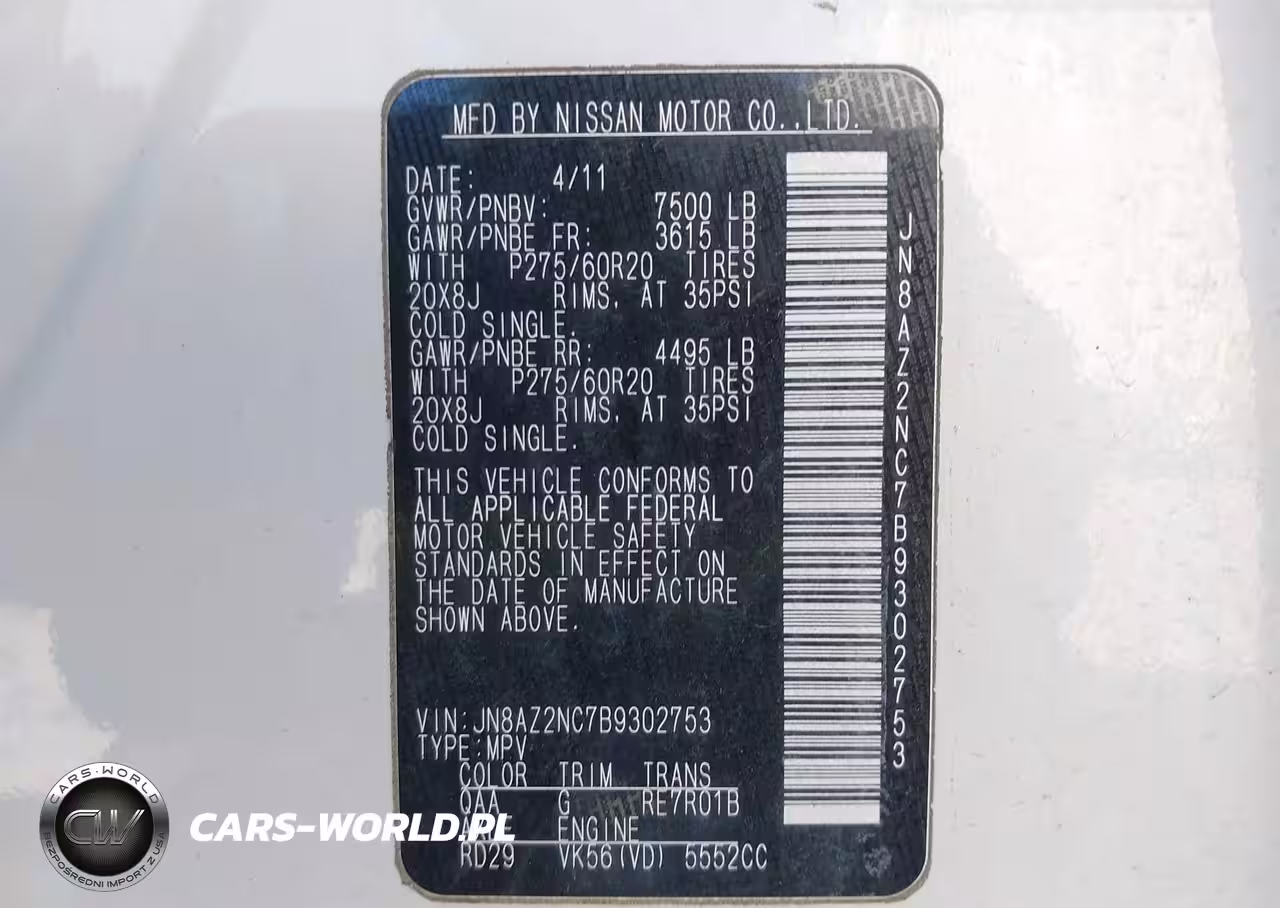 MFD BY NISSAN MOTOR CO.,LTD.
DATE: 4/11
GVWR/PNBV: 7500 LB
GAWR/PNBE FR: 3615 LB
WITH P275/60R20 TIRES
20X8J RIMS, AT 35PSI
COLD SINGLE.
GAWR/PNBE RR: 4495 LB
WITH P275/60R20 TIRES
20X8J RIMS, AT 35PSI
COLD SINGLE.
THIS VEHICLE CONFORMS TO
ALL APPLICABLE FEDERAL
MOTOR VEHICLE SAFETY
STANDARDS IN EFFECT ON
THE DATE OF MANUFACTURE
SHOWN ABOVE.
VIN:JN8AZ2NC7B9302753
TYPE:MPV
COLOR TRIM TRANS
QAA G RE7R01B
ENGINE
RD29 VK56(VD) 5552CC
JN8AZ2NC7B9302753
CARS-WORLD
CW
BEZPOSREDNI IMPORT Z USA
CARS-WORLD.PL